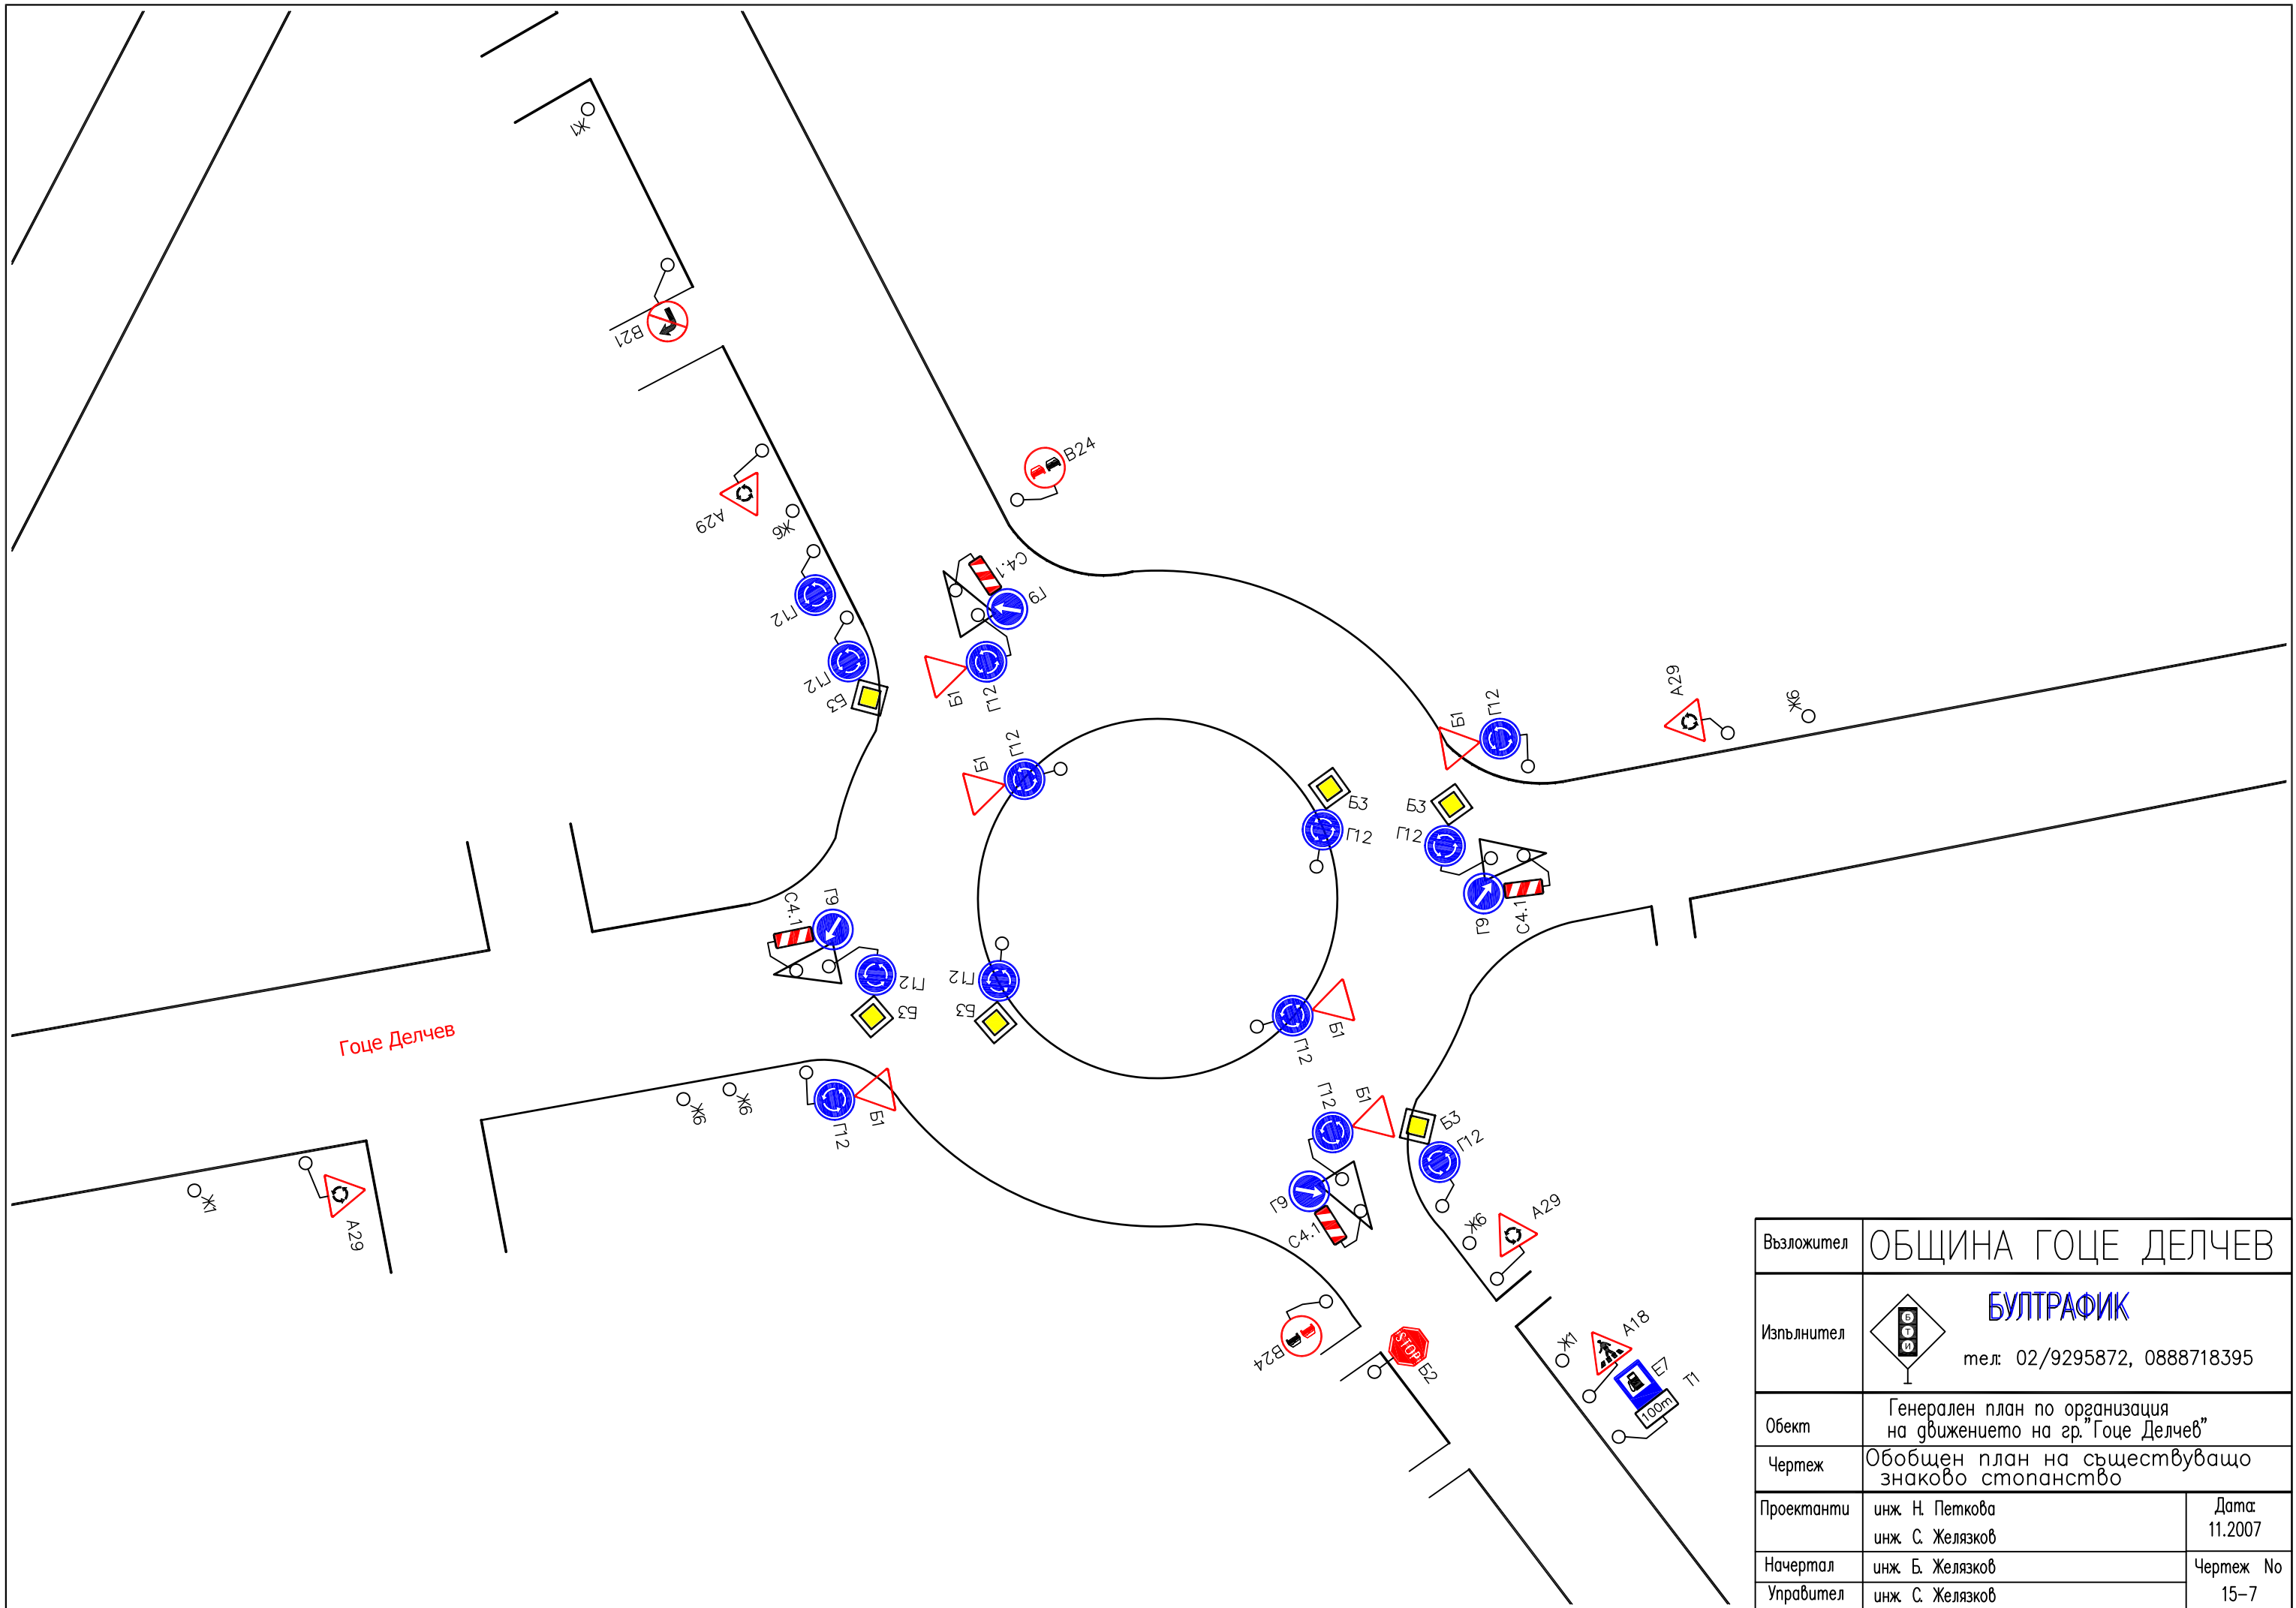 Ж1
В21
В24
А29
Ж6
С4.1
Г9
Г12
Г12
Б3
Б1
Г12
Г12
Б1
Б1
Г12
А29
Ж6
Б3
Г12
Б3
Г12
Г9
С4.1
С4.1
Г9
Г12
Б3
Г12
Б3
Гоце Делчев
Б1
Г12
Г12
Б1
Б3
Г12
Ж6
Ж6
Г12
Б1
Ж1
А29
Г9
С4.1
Ж6
А29
В24
STOP
Б2
Ж1
А18
Е7
Т1
100m
Възложител
ОБЩИНА ГОЦЕ ДЕЛЧЕВ
Изпълнител
Б
Т
И
БУЛТРАФИК
тел: 02/9295872, 0888718395
Обект
Генерален план по организация
на движението на гр."Гоце Делчев"
Чертеж
Обобщен план на съществуващо
знаково стопанство
Проектанти
инж. Н. Петкова
инж. С. Желязков
Дата:
11.2007
Начертал
инж. Б. Желязков
Чертеж No
15-7
Управител
инж. С. Желязков